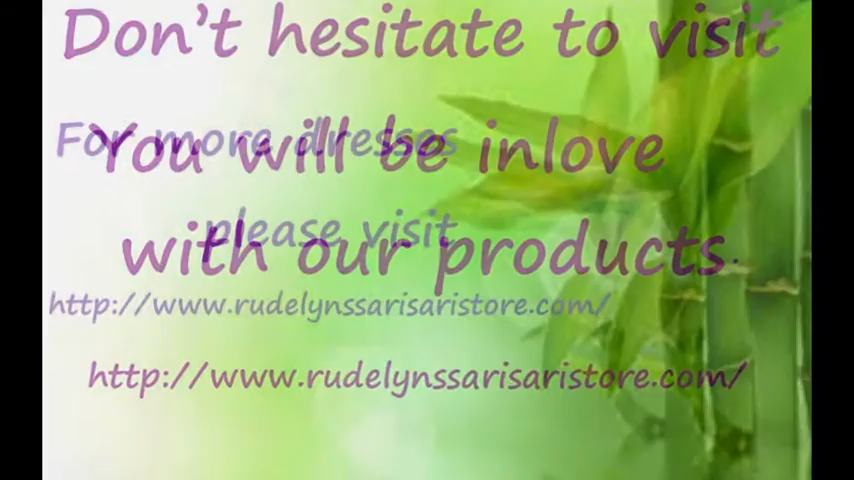 Don't hesitate to visit
For more dresses
You will be inlove
please visit
with our products.
http://www.rudelynssarisaristore.com/
http://www.rudelynssarisaristore.com/